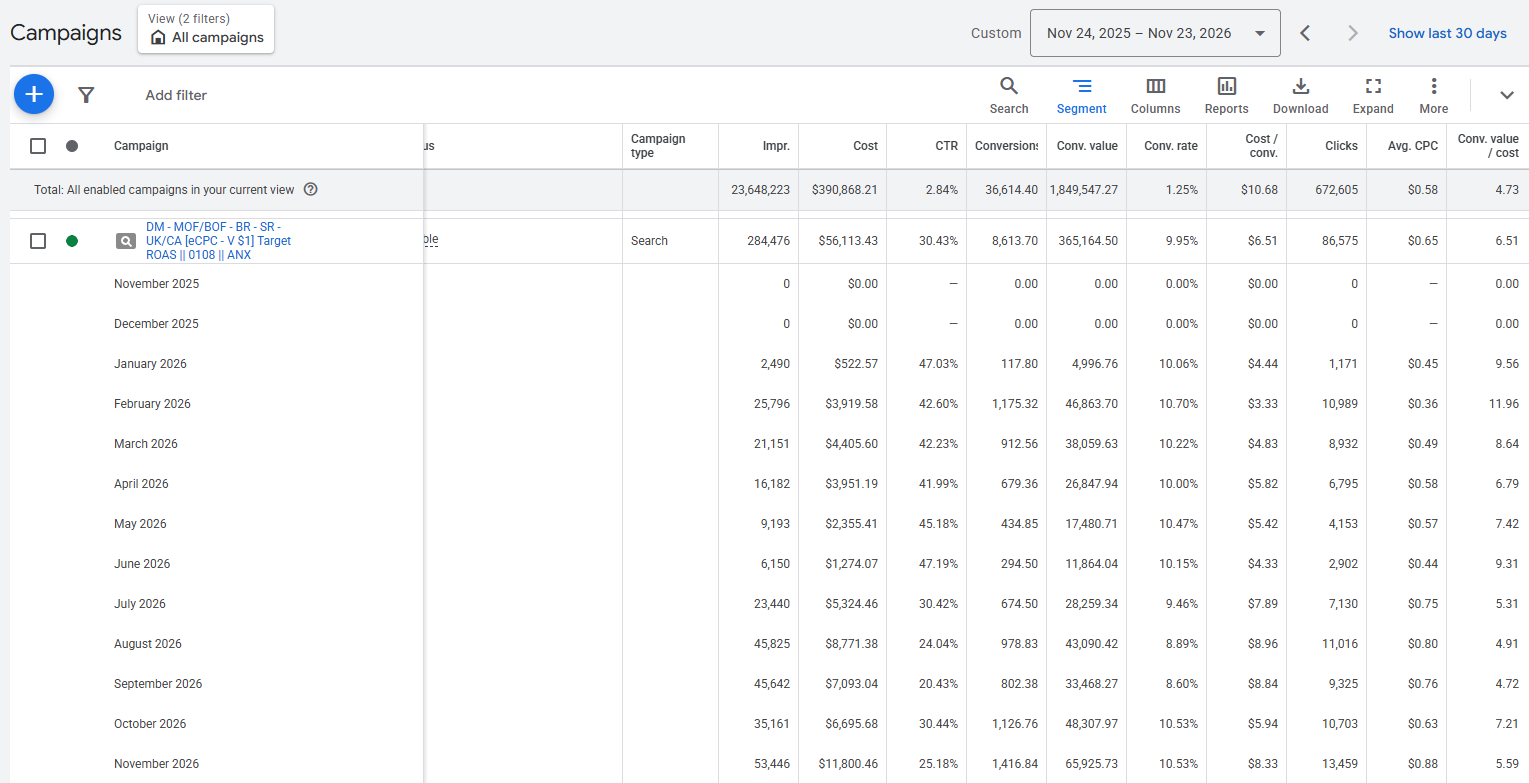 Campaigns
View (2 filters)
All campaigns
Custom
Nov 24, 2025 – Nov 23, 2026
Show last 30 days
Add filter
Search
Segment
Columns
Reports
Download
Expand
More
Campaign us Campaign type Impr. Cost CTR Conversions Conv. value Conv. rate Cost / conv. Clicks Avg. CPC Conv. value / cost
Total: All enabled campaigns in your current view 23,648,223 $390,868.21 2.84% 36,614.40 1,849,547.27 1.25% $10.68 672,605 $0.58 4.73
DM - MOF/BOF - BR - SR -
UK/CA [eCPC - V $1] Target
ROAS || 0108 || ANX
ble Search 284,476 $56,113.43 30.43% 8,613.70 365,164.50 9.95% $6.51 86,575 $0.65 6.51
November 2025 0 $0.00 — 0.00 0.00 0.00% $0.00 0 — 0.00
December 2025 0 $0.00 — 0.00 0.00 0.00% $0.00 0 — 0.00
January 2026 2,490 $522.57 47.03% 117.80 4,996.76 10.06% $4.44 1,171 $0.45 9.56
February 2026 25,796 $3,919.58 42.60% 1,175.32 46,863.70 10.70% $3.33 10,989 $0.36 11.96
March 2026 21,151 $4,405.60 42.23% 912.56 38,059.63 10.22% $4.83 8,932 $0.49 8.64
April 2026 16,182 $3,951.19 41.99% 679.36 26,847.94 10.00% $5.82 6,795 $0.58 6.79
May 2026 9,193 $2,355.41 45.18% 434.85 17,480.71 10.47% $5.42 4,153 $0.57 7.42
June 2026 6,150 $1,274.07 47.19% 294.50 11,864.04 10.15% $4.33 2,902 $0.44 9.31
July 2026 23,440 $5,324.46 30.42% 674.50 28,259.34 9.46% $7.89 7,130 $0.75 5.31
August 2026 45,825 $8,771.38 24.04% 978.83 43,090.42 8.89% $8.96 11,016 $0.80 4.91
September 2026 45,642 $7,093.04 20.43% 802.38 33,468.27 8.60% $8.84 9,325 $0.76 4.72
October 2026 35,161 $6,695.68 30.44% 1,126.76 48,307.97 10.53% $5.94 10,703 $0.63 7.21
November 2026 53,446 $11,800.46 25.18% 1,416.84 65,925.73 10.53% $8.33 13,459 $0.88 5.59